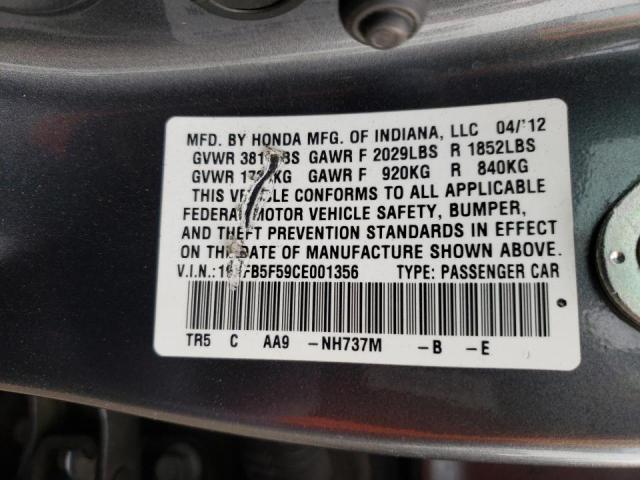 MFD. BY HONDA MFG. OF INDIANA, LLC 04/'12
GVWR GAWR F 2029LBS R 1852LBS
GVWR GAWR F 920KG R 840KG
THIS VEHICLE CONFORMS TO ALL APPLICABLE
FEDERAL MOTOR VEHICLE SAFETY, BUMPER,
AND THEFT PREVENTION STANDARDS IN EFFECT
ON THE DATE OF MANUFACTURE SHOWN ABOVE.
V.I.N.: TYPE: PASSENGER CAR
TR5 C AA9 -NH737M -B -E